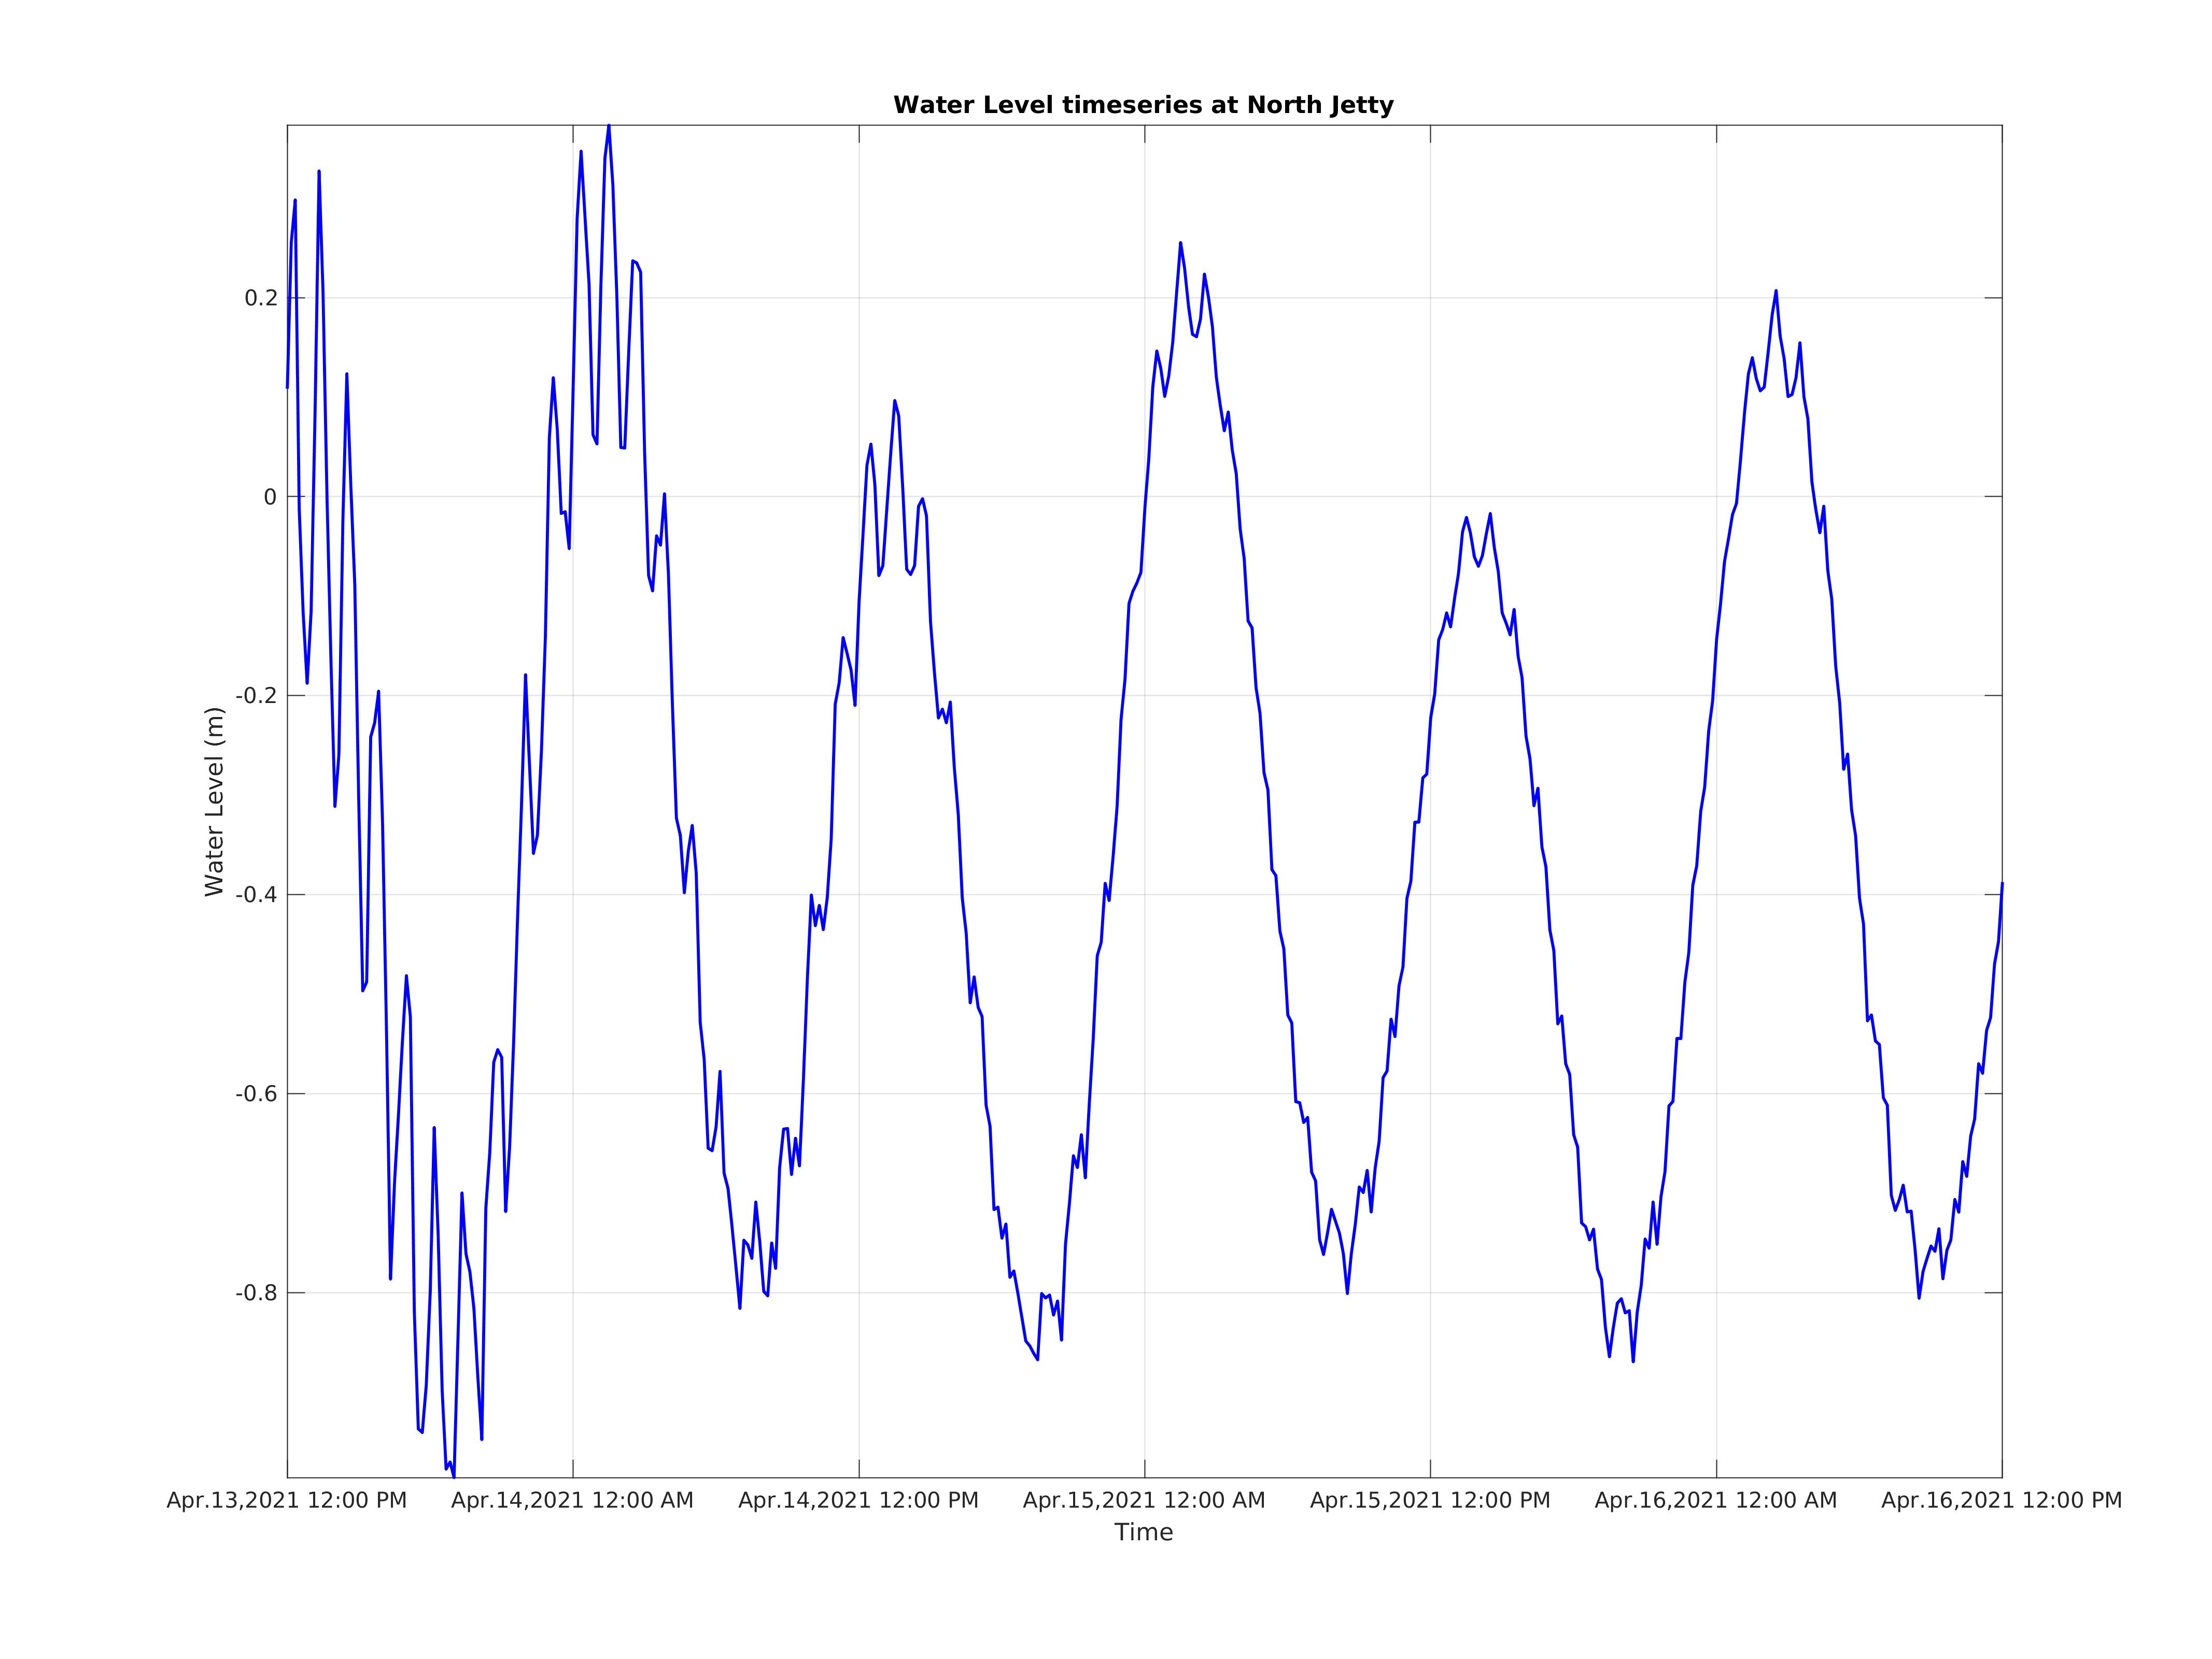 Water Level timeseries at North Jetty
0.2
0
-0.2
-0.4
-0.6
-0.8
Water Level (m)
Apr.13,2021 12:00 PM
Apr.14,2021 12:00 AM
Apr.14,2021 12:00 PM
Apr.15,2021 12:00 AM
Apr.15,2021 12:00 PM
Apr.16,2021 12:00 AM
Apr.16,2021 12:00 PM
Time